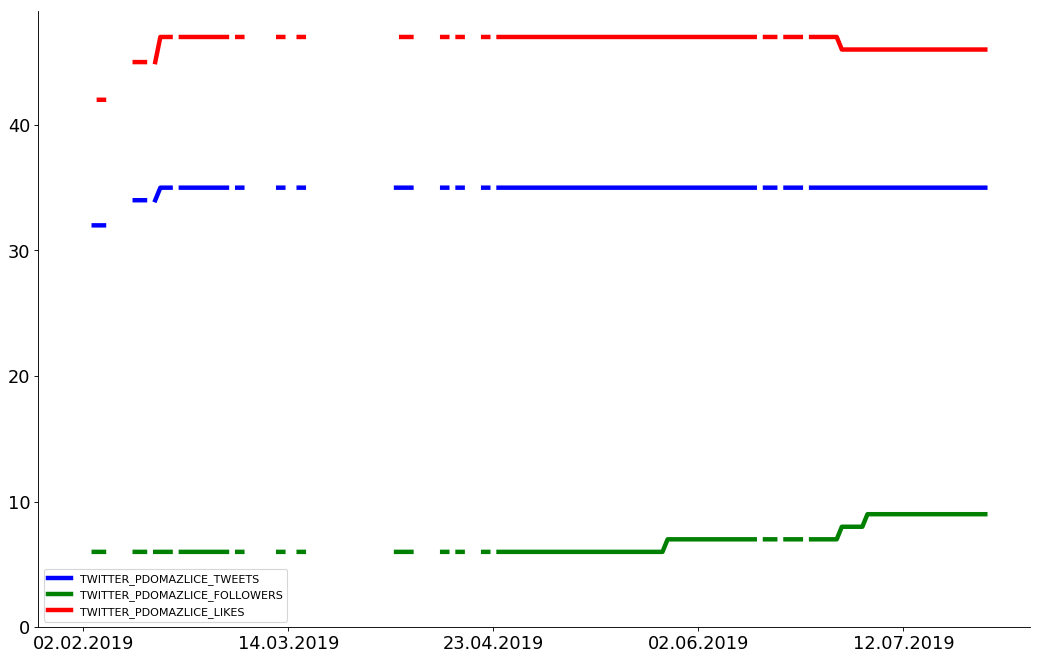 40
30
20
10
0
TWITTER_PDOMAZLICE_TWEETS
TWITTER_PDOMAZLICE_FOLLOWERS
TWITTER_PDOMAZLICE_LIKES
02.02.2019 14.03.2019 23.04.2019 02.06.2019 12.07.2019